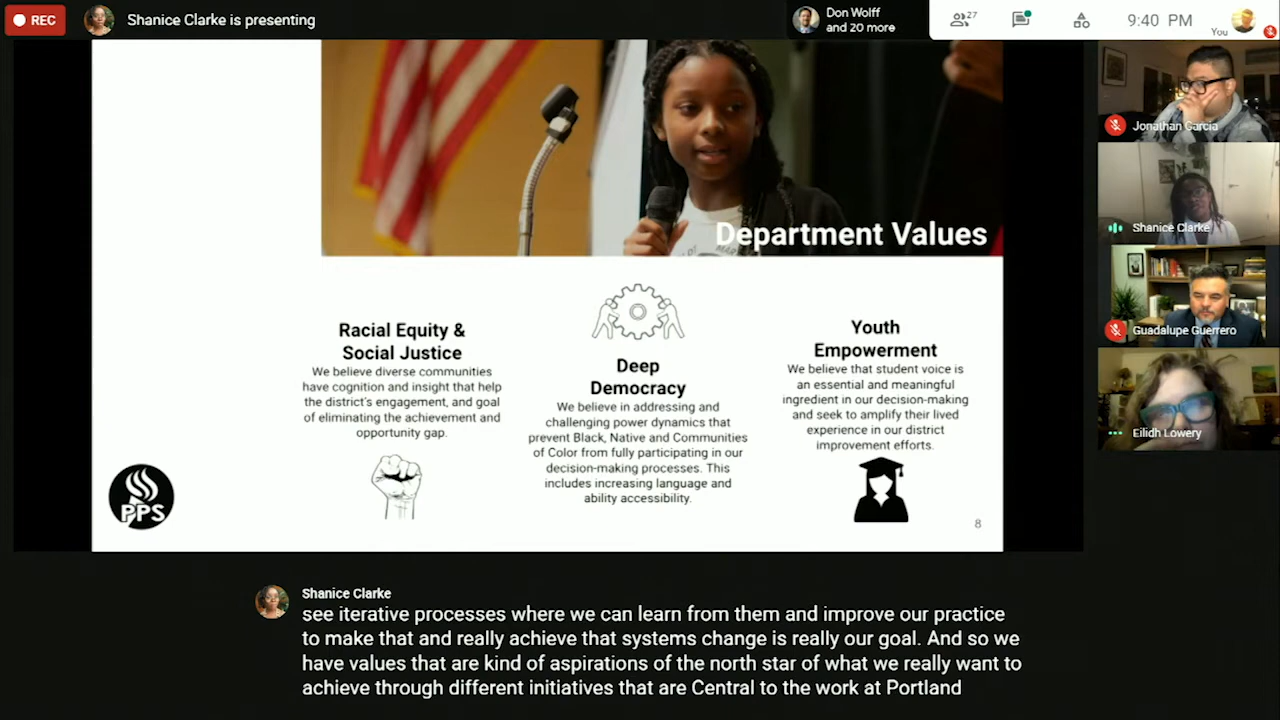 REC
Shanice Clarke is presenting
Don Wolff
and 20 more
27
9:40 PM
You
Department Values
Racial Equity &
Social Justice
We believe diverse communities
have cognition and insight that help
the district's engagement, and goal
of eliminating the achievement and
opportunity gap.
Deep
Democracy
We believe in addressing and
challenging power dynamics that
prevent Black, Native and Communities
of Color from fully participating in our
decision-making processes. This
includes increasing language and
ability accessibility.
Youth
Empowerment
We believe that student voice is
an essential and meaningful
ingredient in our decision-making
and seek to amplify their lived
experience in our district
improvement efforts.
PPS
8
Jonathan Garcia
Shanice Clarke
Guadalupe Guerrero
Eilidh Lowery
Shanice Clarke
see iterative processes where we can learn from them and improve our practice
to make that and really achieve that systems change is really our goal. And so we
have values that are kind of aspirations of the north star of what we really want to
achieve through different initiatives that are Central to the work at Portland